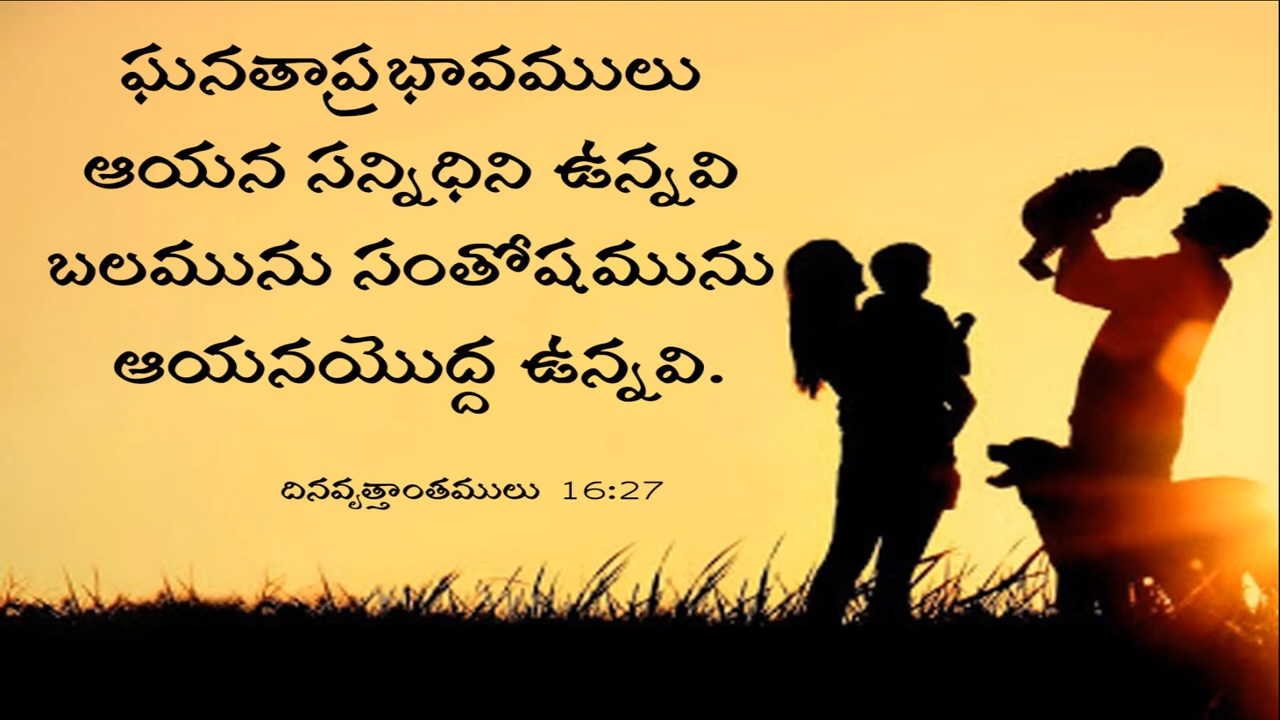 ఘనతాప్రభావములు
ఆయన సన్నిధిని ఉన్నవి
బలమును సంతోషమును
ఆయనయొద్ద ఉన్నవి.
దినవృత్తాంతములు 16:27